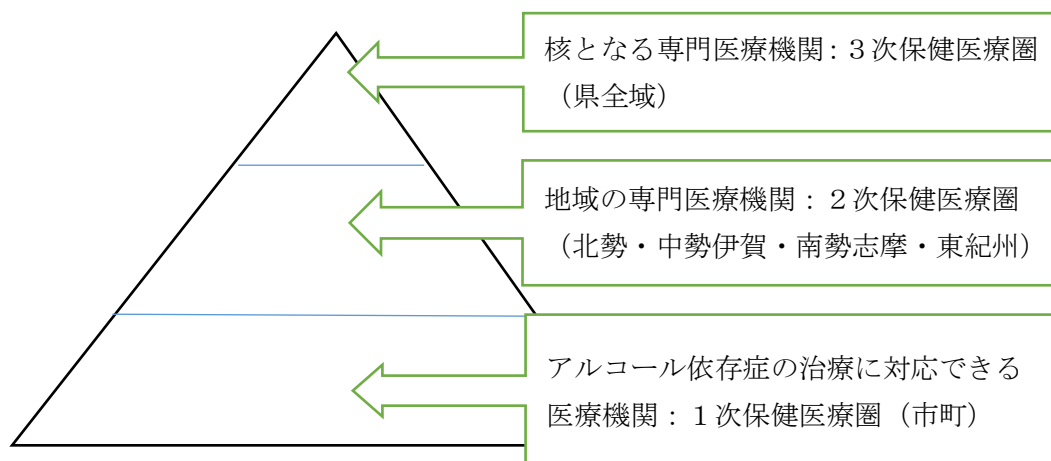 核となる専門医療機関：３次保健医療圏
（県全域）
地域の専門医療機関：２次保健医療圏
（北勢・中勢伊賀・南勢志摩・東紀州）
アルコール依存症の治療に対応できる
医療機関：１次保健医療圏（市町）